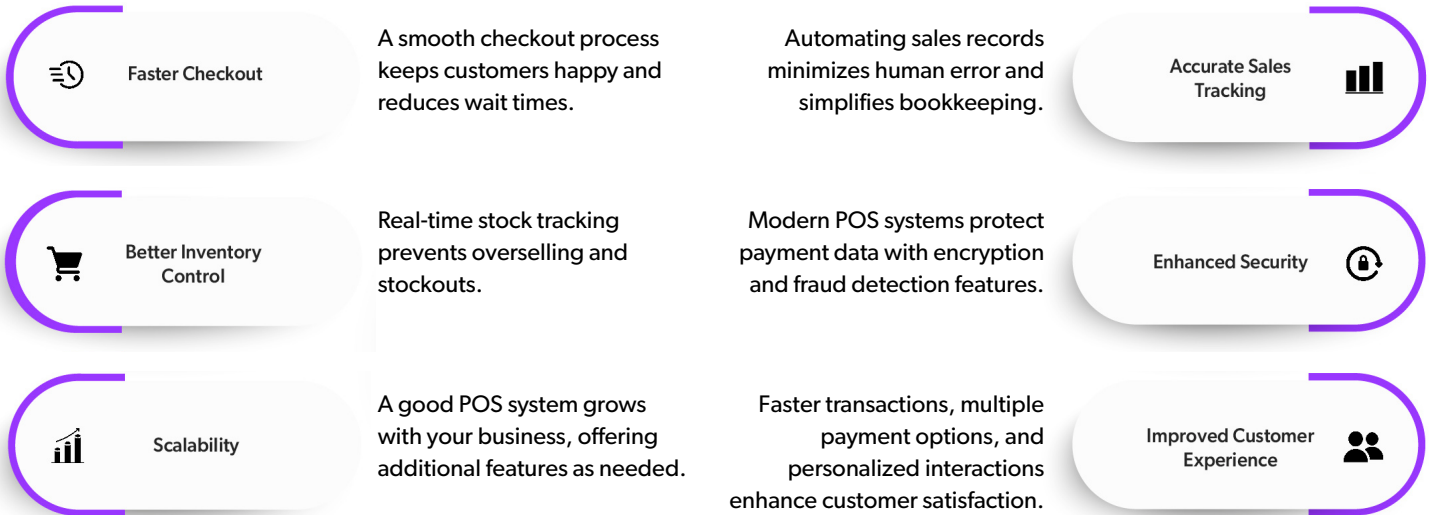 Faster Checkout
A smooth checkout process
keeps customers happy and
reduces wait times.
Automating sales records
minimizes human error and
simplifies bookkeeping.
Accurate Sales
Tracking
Better Inventory
Control
Real-time stock tracking
prevents overselling and
stockouts.
Modern POS systems protect
payment data with encryption
and fraud detection features.
Enhanced Security
Scalability
A good POS system grows
with your business, offering
additional features as needed.
Faster transactions, multiple
payment options, and
personalized interactions
enhance customer satisfaction.
Improved Customer
Experience